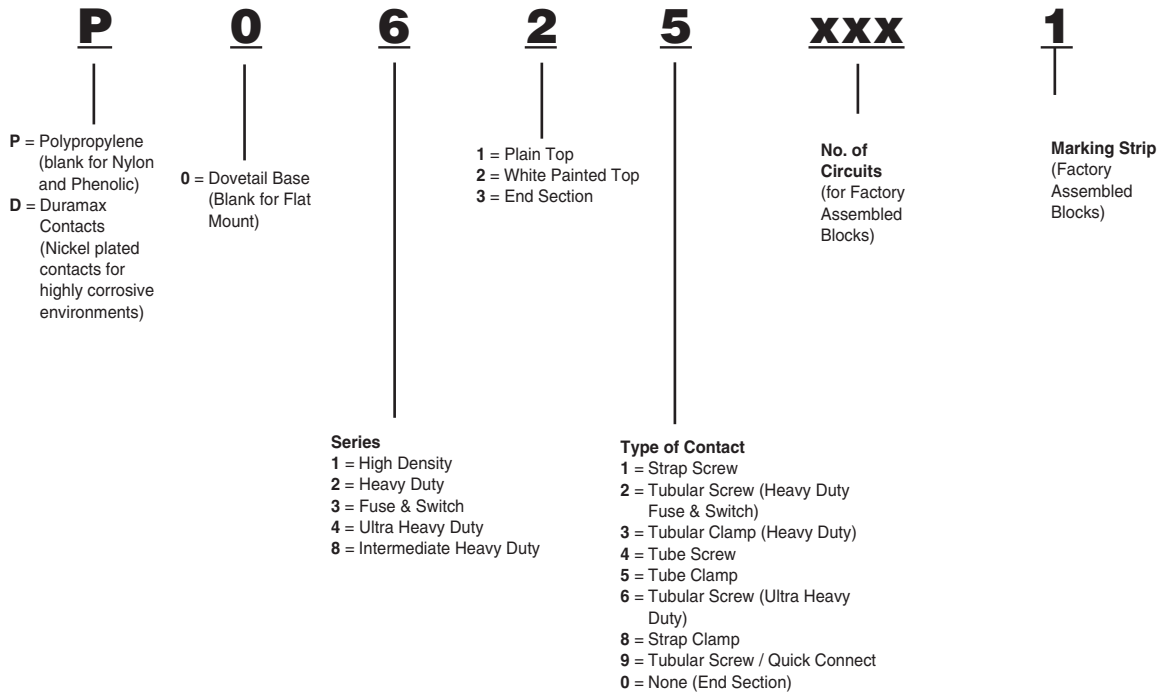 P 0 6 2 5 xxx 1
P = Polypropylene
(blank for Nylon
and Phenolic)
D = Duramax
Contacts
(Nickel plated
contacts for
highly corrosive
environments)
0 = Dovetail Base
(Blank for Flat
Mount)
1 = Plain Top
2 = White Painted Top
3 = End Section
No. of
Circuits
(for Factory
Assembled
Blocks)
Marking Strip
(Factory
Assembled
Blocks)
Series
1 = High Density
2 = Heavy Duty
3 = Fuse & Switch
4 = Ultra Heavy Duty
8 = Intermediate Heavy Duty
Type of Contact
1 = Strap Screw
2 = Tubular Screw (Heavy Duty
Fuse & Switch)
3 = Tubular Clamp (Heavy Duty)
4 = Tube Screw
5 = Tube Clamp
6 = Tubular Screw (Ultra Heavy
Duty)
8 = Strap Clamp
9 = Tubular Screw / Quick Connect
0 = None (End Section)